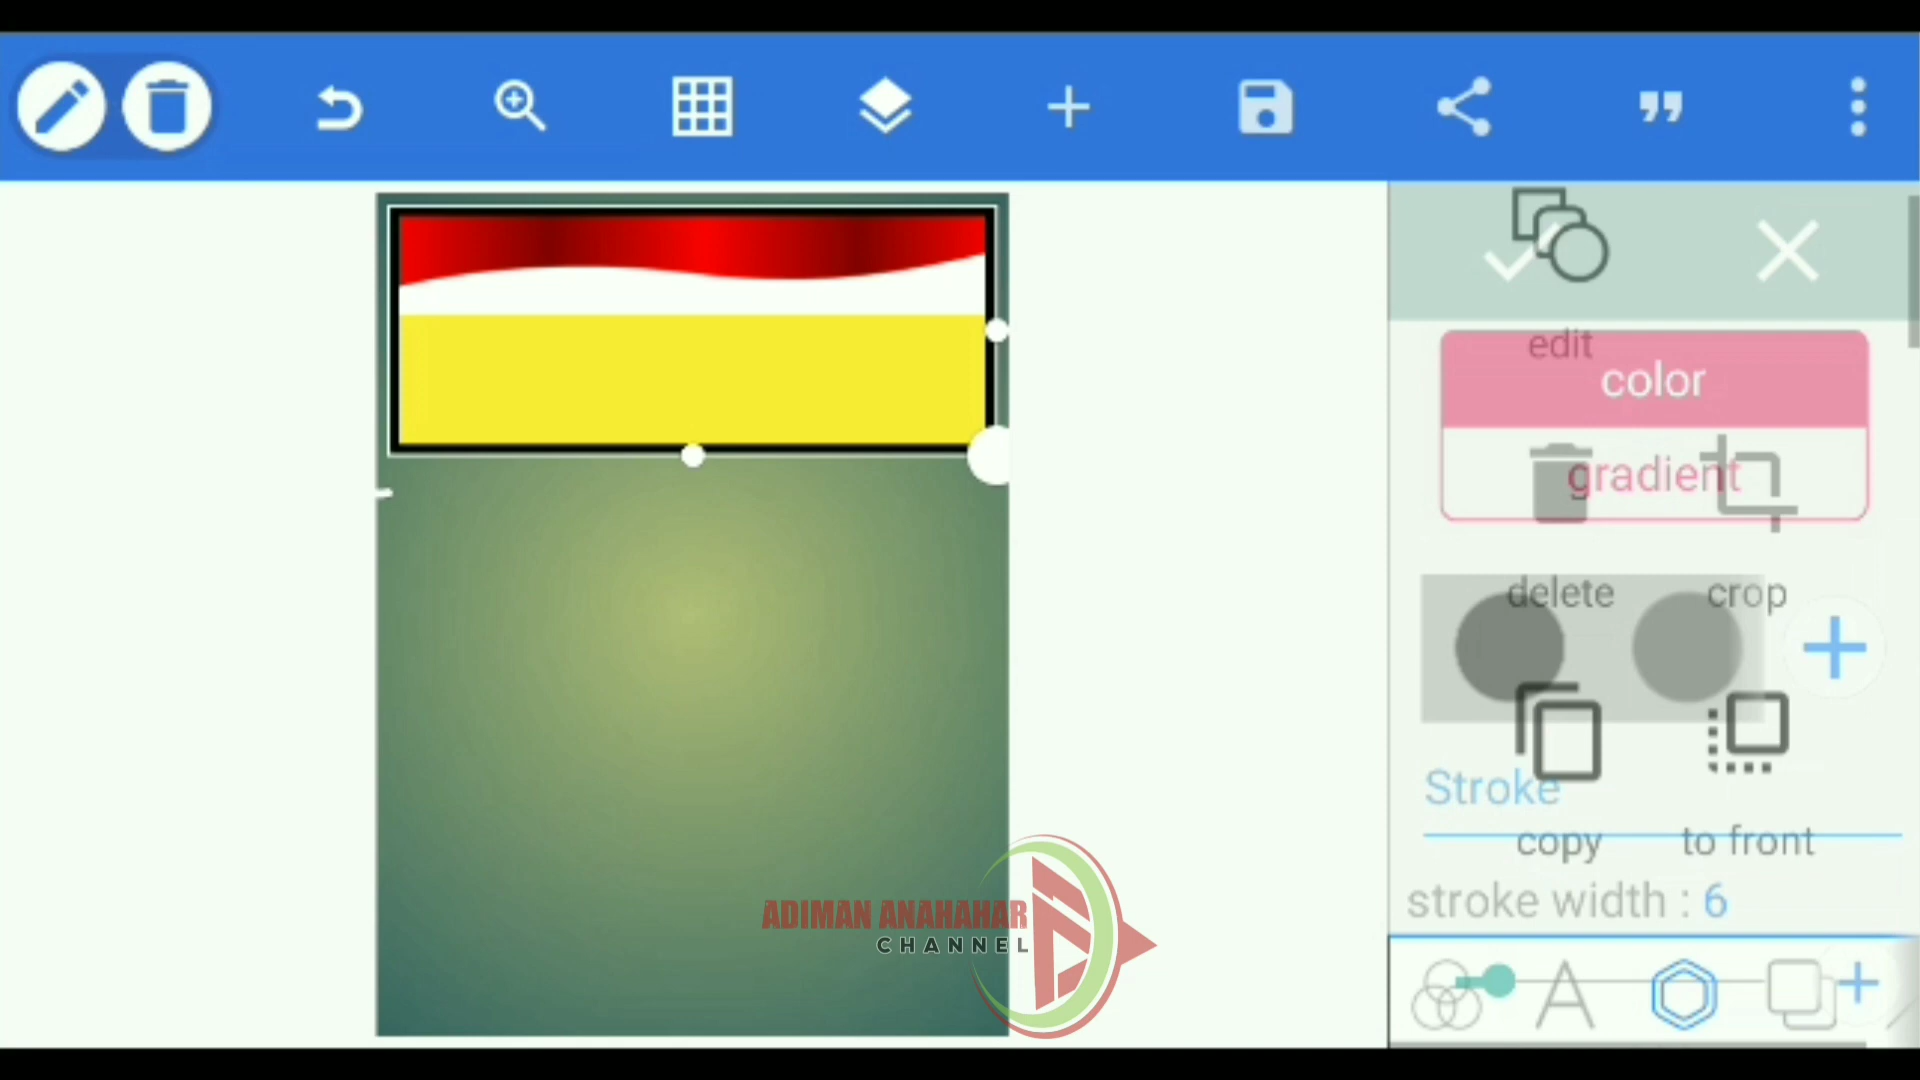 edit
color
gradient
delete
crop
Stroke
copy
to front
stroke width : 6
ADIMAN ANAHAHAR
CHANNEL